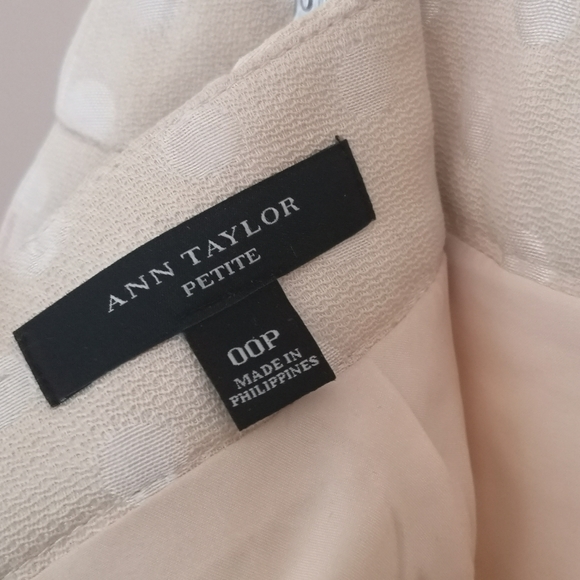 ANN TAYLOR
PETITE
00P
MADE IN
PHILIPPINES